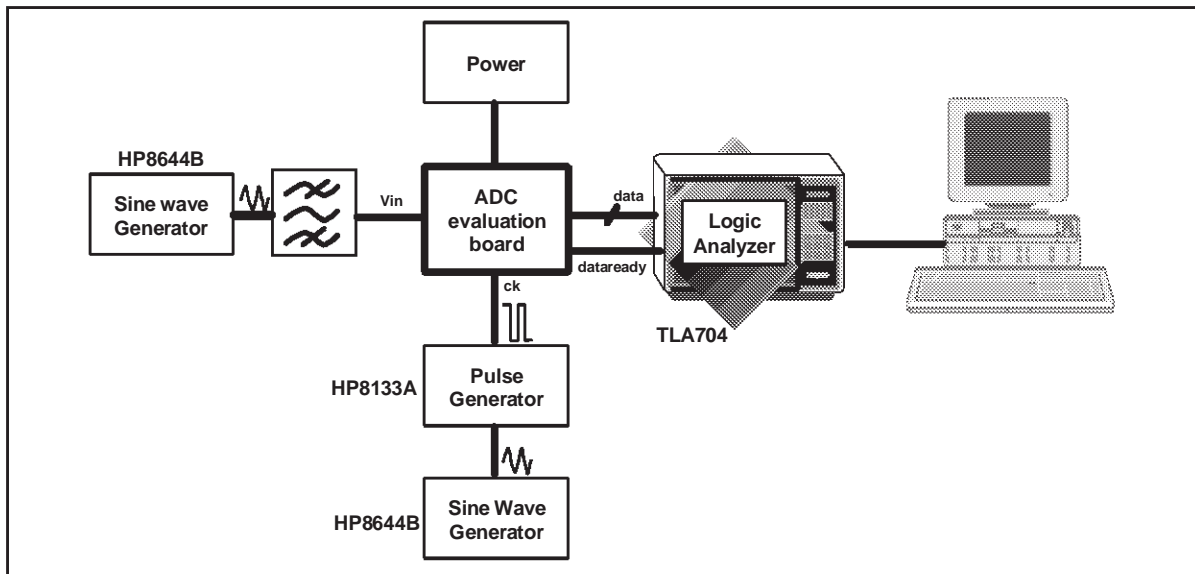 Power
HP8644B
Sine wave
Generator
Vin
ADC
evaluation
board
data
dataready
Logic
Analyzer
TLA704
ck
HP8133A
Pulse
Generator
HP8644B
Sine Wave
Generator